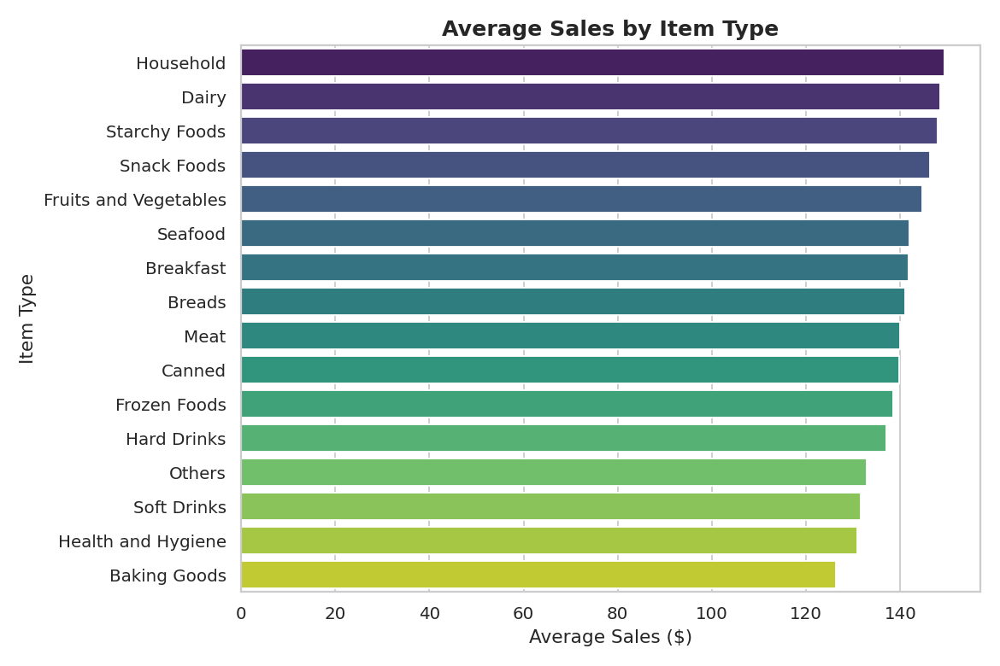 Average Sales by Item Type
Item Type
Household
Dairy
Starchy Foods
Snack Foods
Fruits and Vegetables
Seafood
Breakfast
Breads
Meat
Canned
Frozen Foods
Hard Drinks
Others
Soft Drinks
Health and Hygiene
Baking Goods
0 20 40 60 80 100 120 140
Average Sales ($)